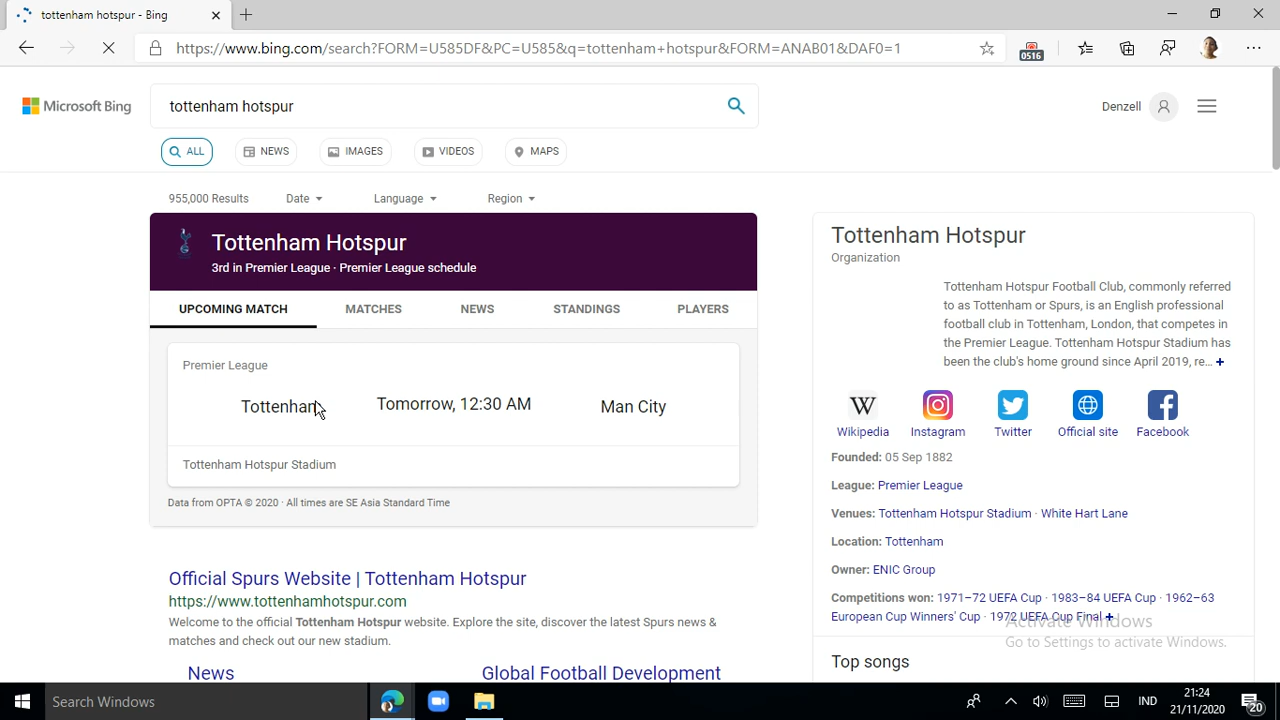 tottenham hotspur - Bing
https://www.bing.com/search?FORM=U585DF&PC=U585&q=tottenham+hotspur&FORM=ANAB01&DAF0=1
0516
Microsoft Bing
tottenham hotspur
Denzell
ALL
NEWS
IMAGES
VIDEOS
MAPS
955,000 Results
Date
Language
Region
Tottenham Hotspur
3rd in Premier League · Premier League schedule
UPCOMING MATCH
MATCHES
NEWS
STANDINGS
PLAYERS
Premier League
Tottenham
Tomorrow, 12:30 AM
Man City
Tottenham Hotspur Stadium
Data from OPTA © 2020 · All times are SE Asia Standard Time
Official Spurs Website | Tottenham Hotspur
https://www.tottenhamhotspur.com
Welcome to the official Tottenham Hotspur website. Explore the site, discover the latest Spurs news &
matches and check out our new stadium.
News
Global Football Development
Tottenham Hotspur
Organization
Tottenham Hotspur Football Club, commonly referred
to as Tottenham or Spurs, is an English professional
football club in Tottenham, London, that competes in
the Premier League. Tottenham Hotspur Stadium has
been the club's home ground since April 2019, re... +
W
Wikipedia
Instagram
Twitter
Official site
Facebook
Founded: 05 Sep 1882
League: Premier League
Venues: Tottenham Hotspur Stadium · White Hart Lane
Location: Tottenham
Owner: ENIC Group
Competitions won: 1971–72 UEFA Cup · 1983–84 UEFA Cup · 1962–63
European Cup Winners' Cup · 1972 UEFA Cup Final +
Activate Windows
Go to Settings to activate Windows.
Top songs
Search Windows
IND
21:24
21/11/2020
20